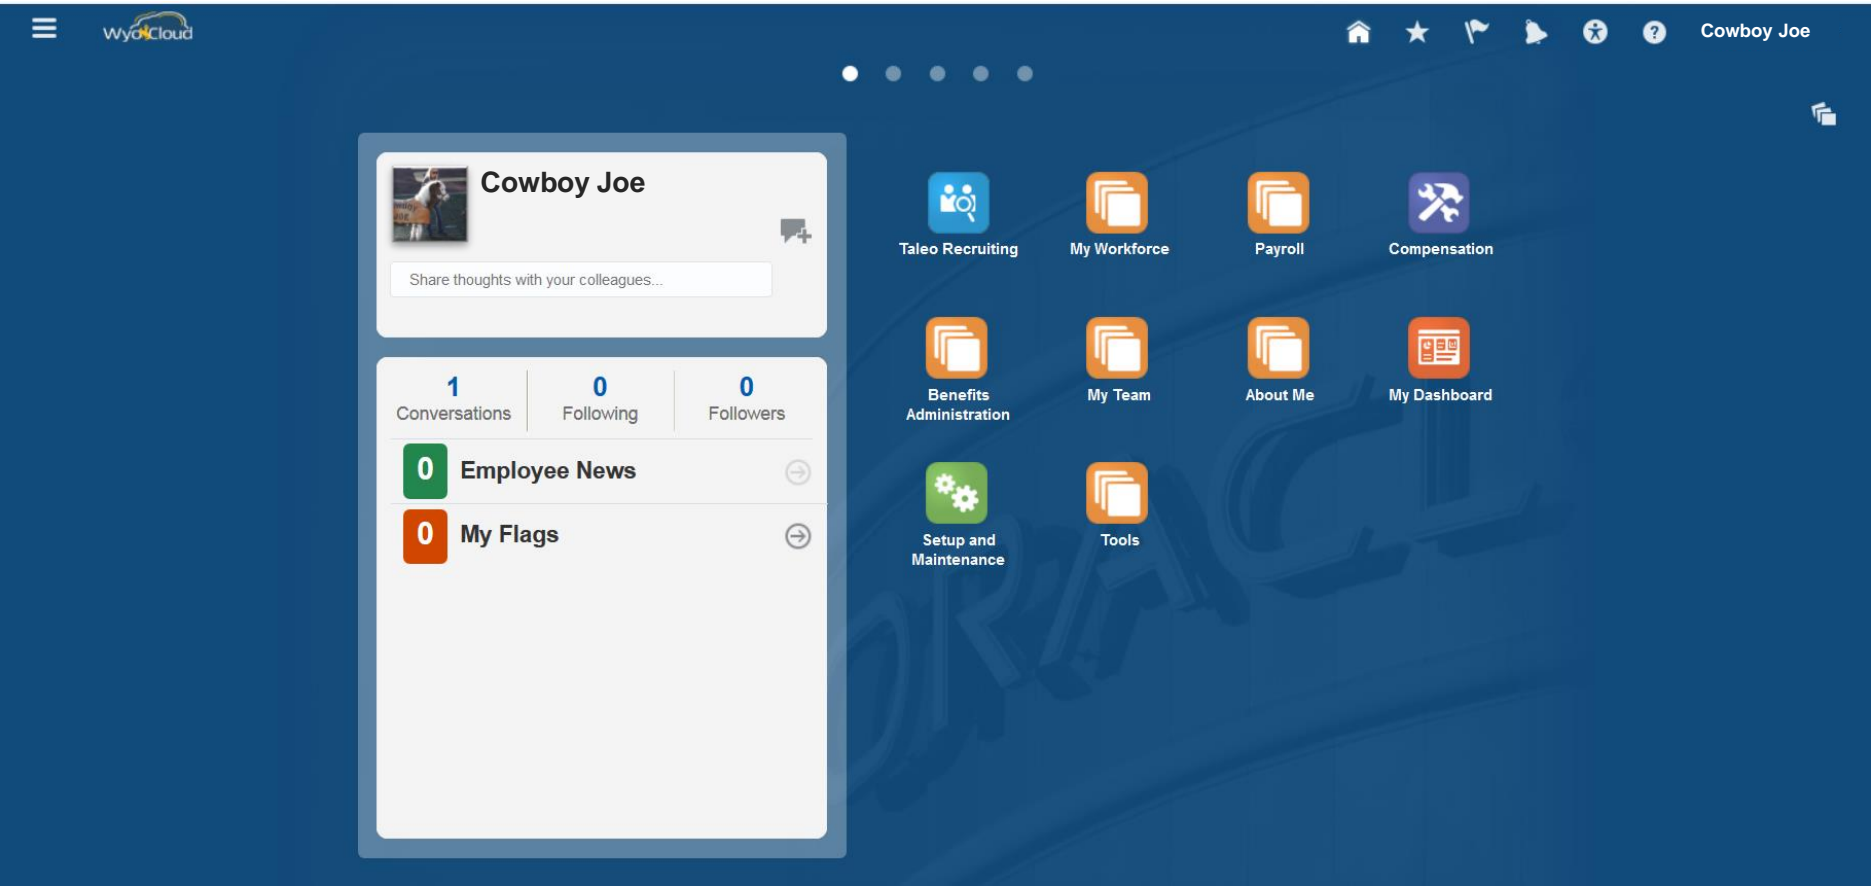 WyoCloud
Cowboy Joe
Cowboy Joe
Share thoughts with your colleagues...
1
Conversations
0
Following
0
Followers
0 Employee News
0 My Flags
Taleo Recruiting
My Workforce
Payroll
Compensation
Benefits
Administration
My Team
About Me
My Dashboard
Setup and
Maintenance
Tools
ORACL